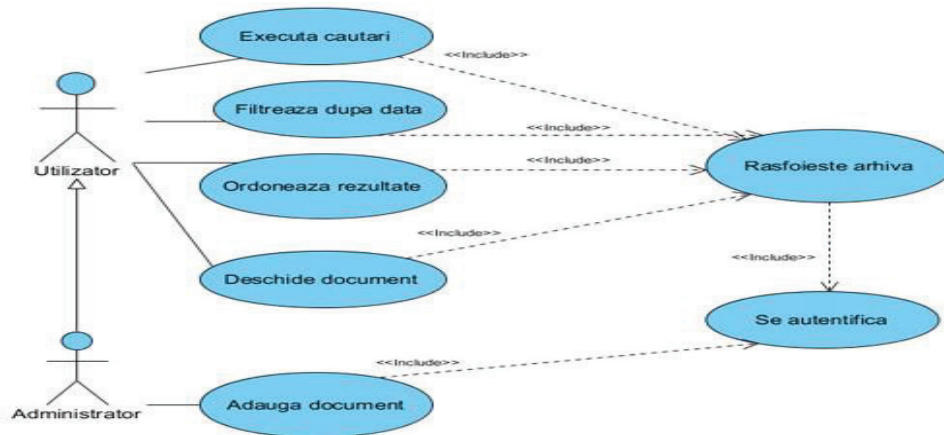 Executa cautari
<<Include>>
Filtreaza dupa data
<<Include>>
Utilizator
Ordoneaza rezultate
<<Include>>
Rasfoieste arhiva
<<Include>>
Deschide document
<<Include>>
Se autentifica
<<Include>>
Administrator
Adauga document